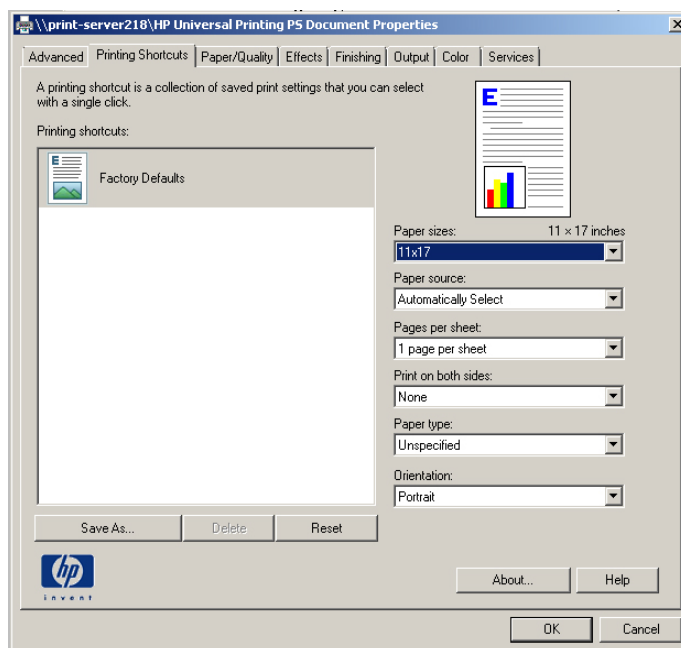 \\print-server218\HP Universal Printing PS Document Properties
Advanced Printing Shortcuts Paper/Quality Effects Finishing Output Color Services
A printing shortcut is a collection of saved print settings that you can select
with a single click.
Printing shortcuts:
E
Factory Defaults
E
Paper sizes: 11 × 17 inches
11x17
Paper source:
Automatically Select
Pages per sheet:
1 page per sheet
Print on both sides:
None
Paper type:
Unspecified
Orientation:
Portrait
Save As... Delete Reset
hp
invent
About... Help
OK Cancel